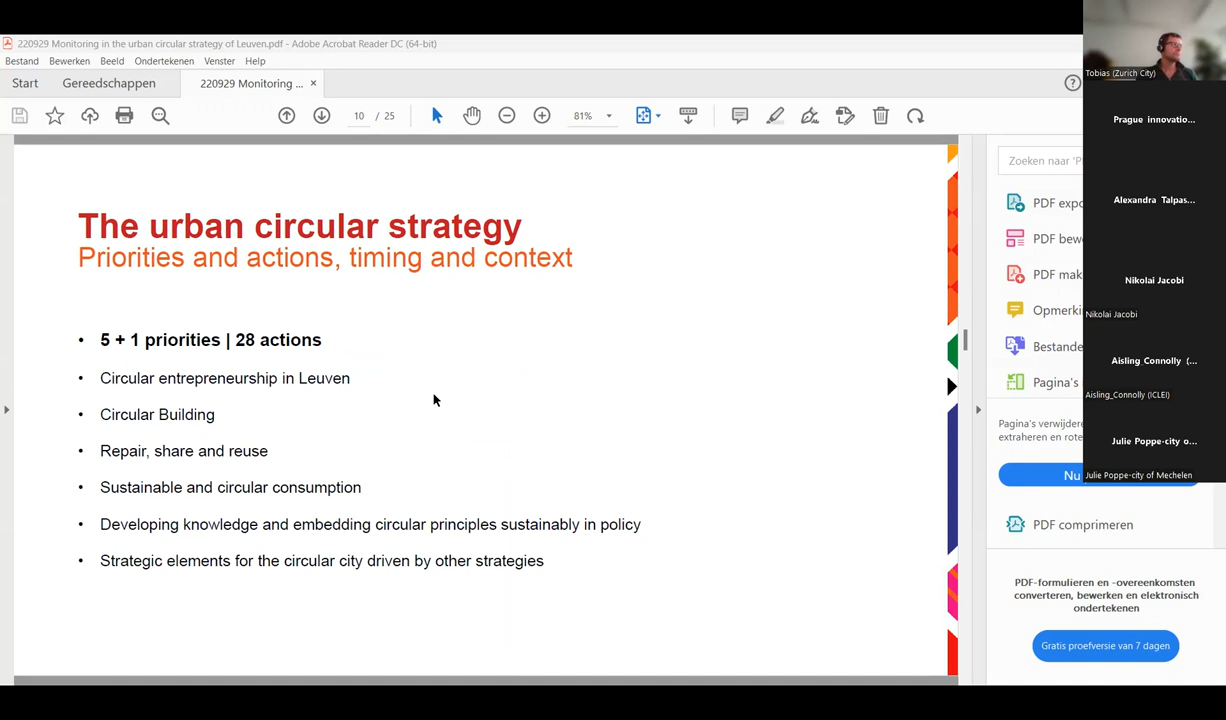 220929 Monitoring in the urban circular strategy of Leuven.pdf - Adobe Acrobat Reader DC (64-bit)
Bestand Bewerken Beeld Ondertekenen Venster Help
Start Gereedschappen 220929 Monitoring ... ×
10 / 25 81%
The urban circular strategy
Priorities and actions, timing and context
• 5 + 1 priorities | 28 actions
• Circular entrepreneurship in Leuven
• Circular Building
• Repair, share and reuse
• Sustainable and circular consumption
• Developing knowledge and embedding circular principles sustainably in policy
• Strategic elements for the circular city driven by other strategies
Zoeken naar 'P
PDF expo
PDF bew
PDF mak
Opmerki
Bestande
Pagina's
Pagina's verwijdere
extraheren en rote
Nu
PDF comprimeren
PDF-formulieren en -overeenkomsten
converteren, bewerken en elektronisch
ondertekenen
Gratis proefversie van 7 dagen
Tobias (Zurich City)
Prague innovatio...
Alexandra Talpas...
Nikolai Jacobi
Nikolai Jacobi
Aisling_Connolly (...
Aisling_Connolly (ICLEI)
Julie Poppe-city o...
Julie Poppe-city of Mechelen